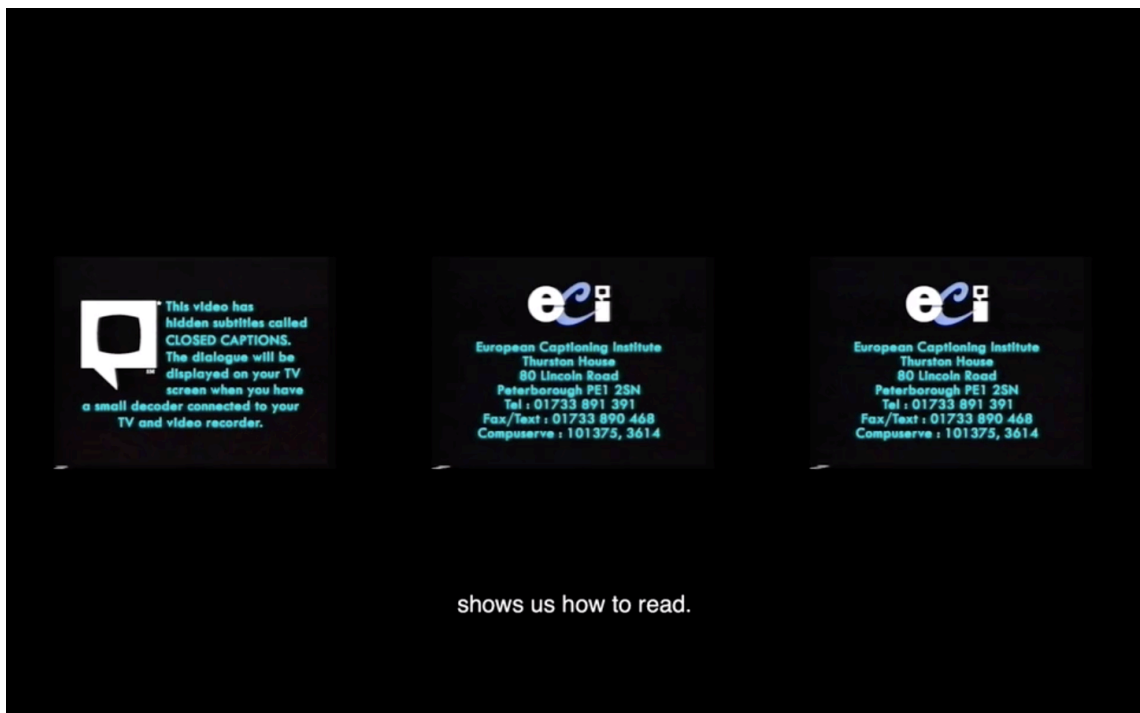 This video has
hidden subtitles called
CLOSED CAPTIONS.
The dialogue will be
displayed on your TV
screen when you have
a small decoder connected to your
TV and video recorder.
eCi
European Captioning Institute
Thurston House
80 Lincoln Road
Peterborough PE1 2SN
Tel : 01733 891 391
Fax/Text : 01733 890 468
Compuserve : 101375, 3614
eCi
European Captioning Institute
Thurston House
80 Lincoln Road
Peterborough PE1 2SN
Tel : 01733 891 391
Fax/Text : 01733 890 468
Compuserve : 101375, 3614
shows us how to read.